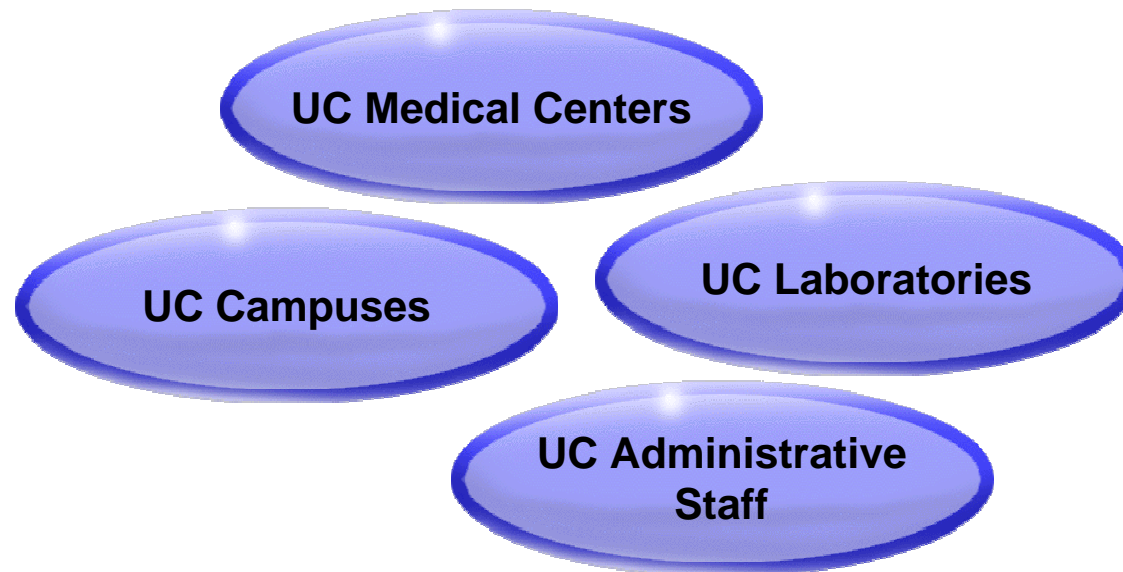 UC Medical Centers
UC Laboratories
UC Campuses
UC Administrative
Staff